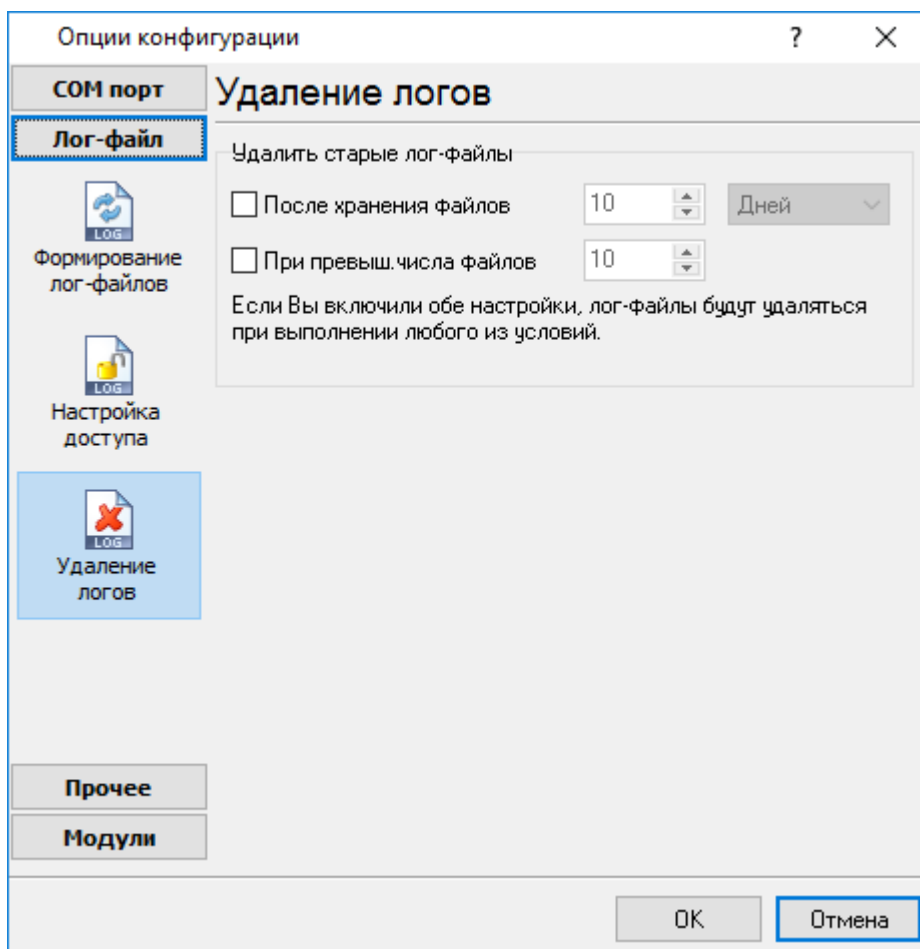 Опции конфигурации
?
COM порт
Лог-файл
LOG
Формирование
лог-файлов
LOG
Настройка
доступа
LOG
Удаление
логов
Прочее
Модули
Удаление логов
Удалить старые лог-файлы
После хранения файлов 10 Дней
При превыш.числа файлов 10
Если Вы включили обе настройки, лог-файлы будут удаляться
при выполнении любого из условий.
OK Отмена